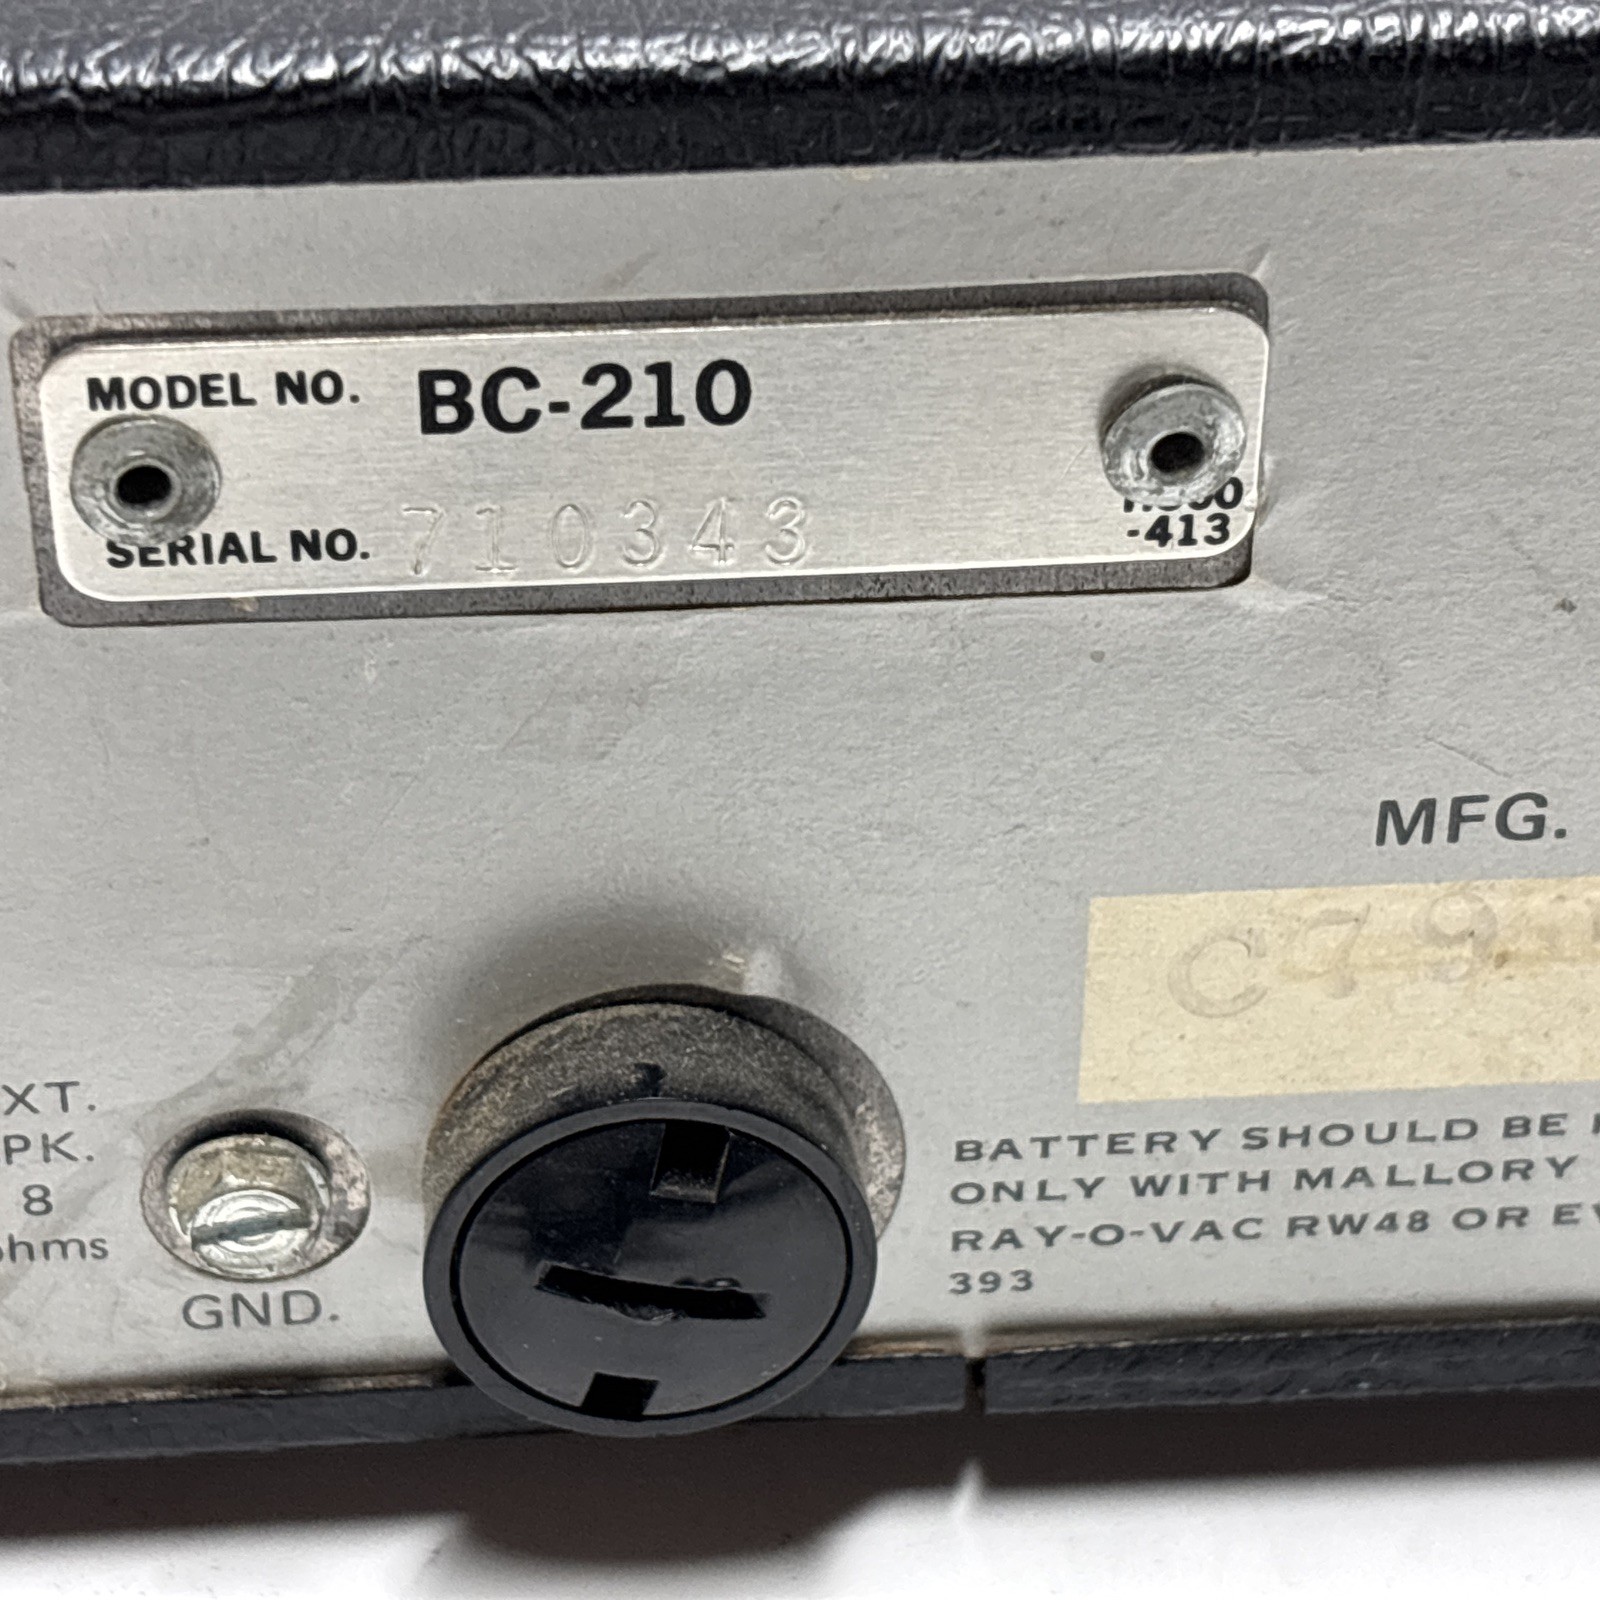 MODEL NO. BC-210
SERIAL NO. 710343
-413
MFG.
C79
XT.
PK.
8
ohms
GND.
BATTERY SHOULD BE
ONLY WITH MALLORY
RAY-O-VAC RW48 OR
393